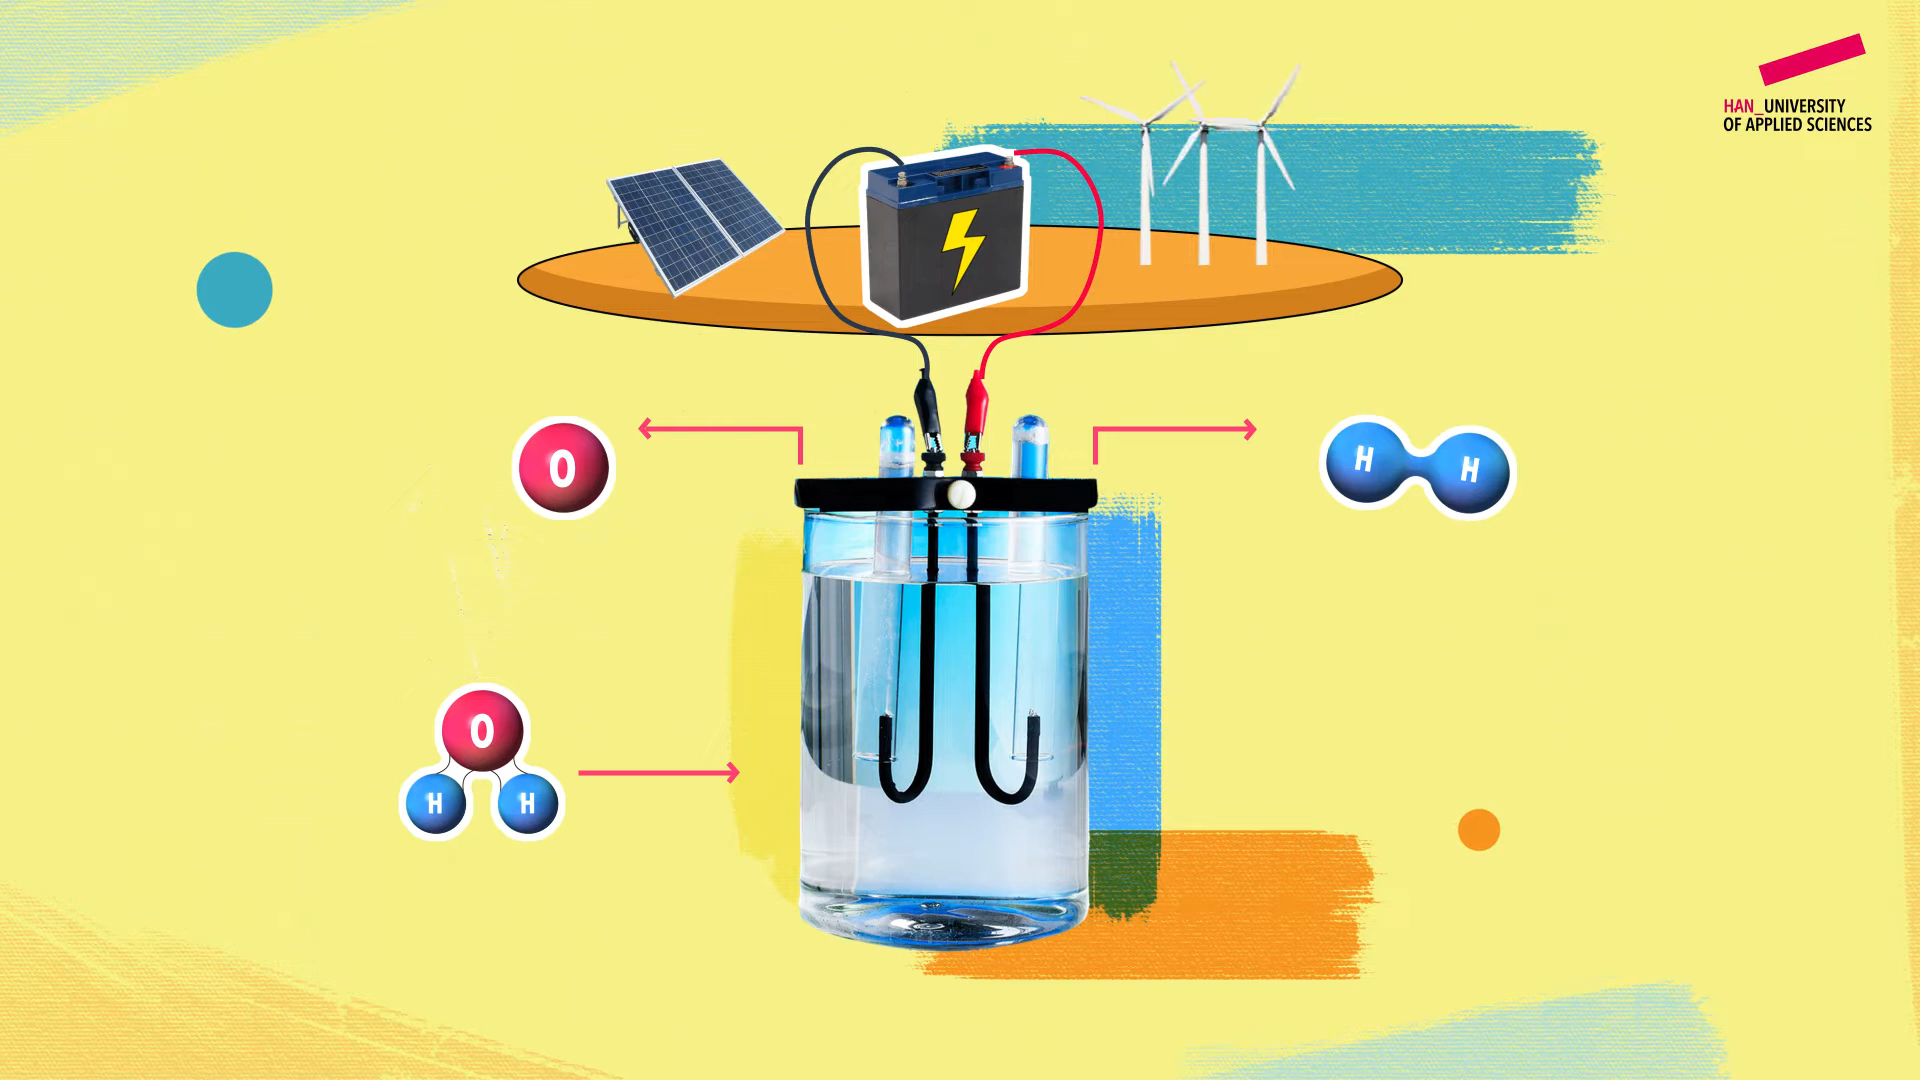 HAN_UNIVERSITY
OF APPLIED SCIENCES
O
H H
O
H H